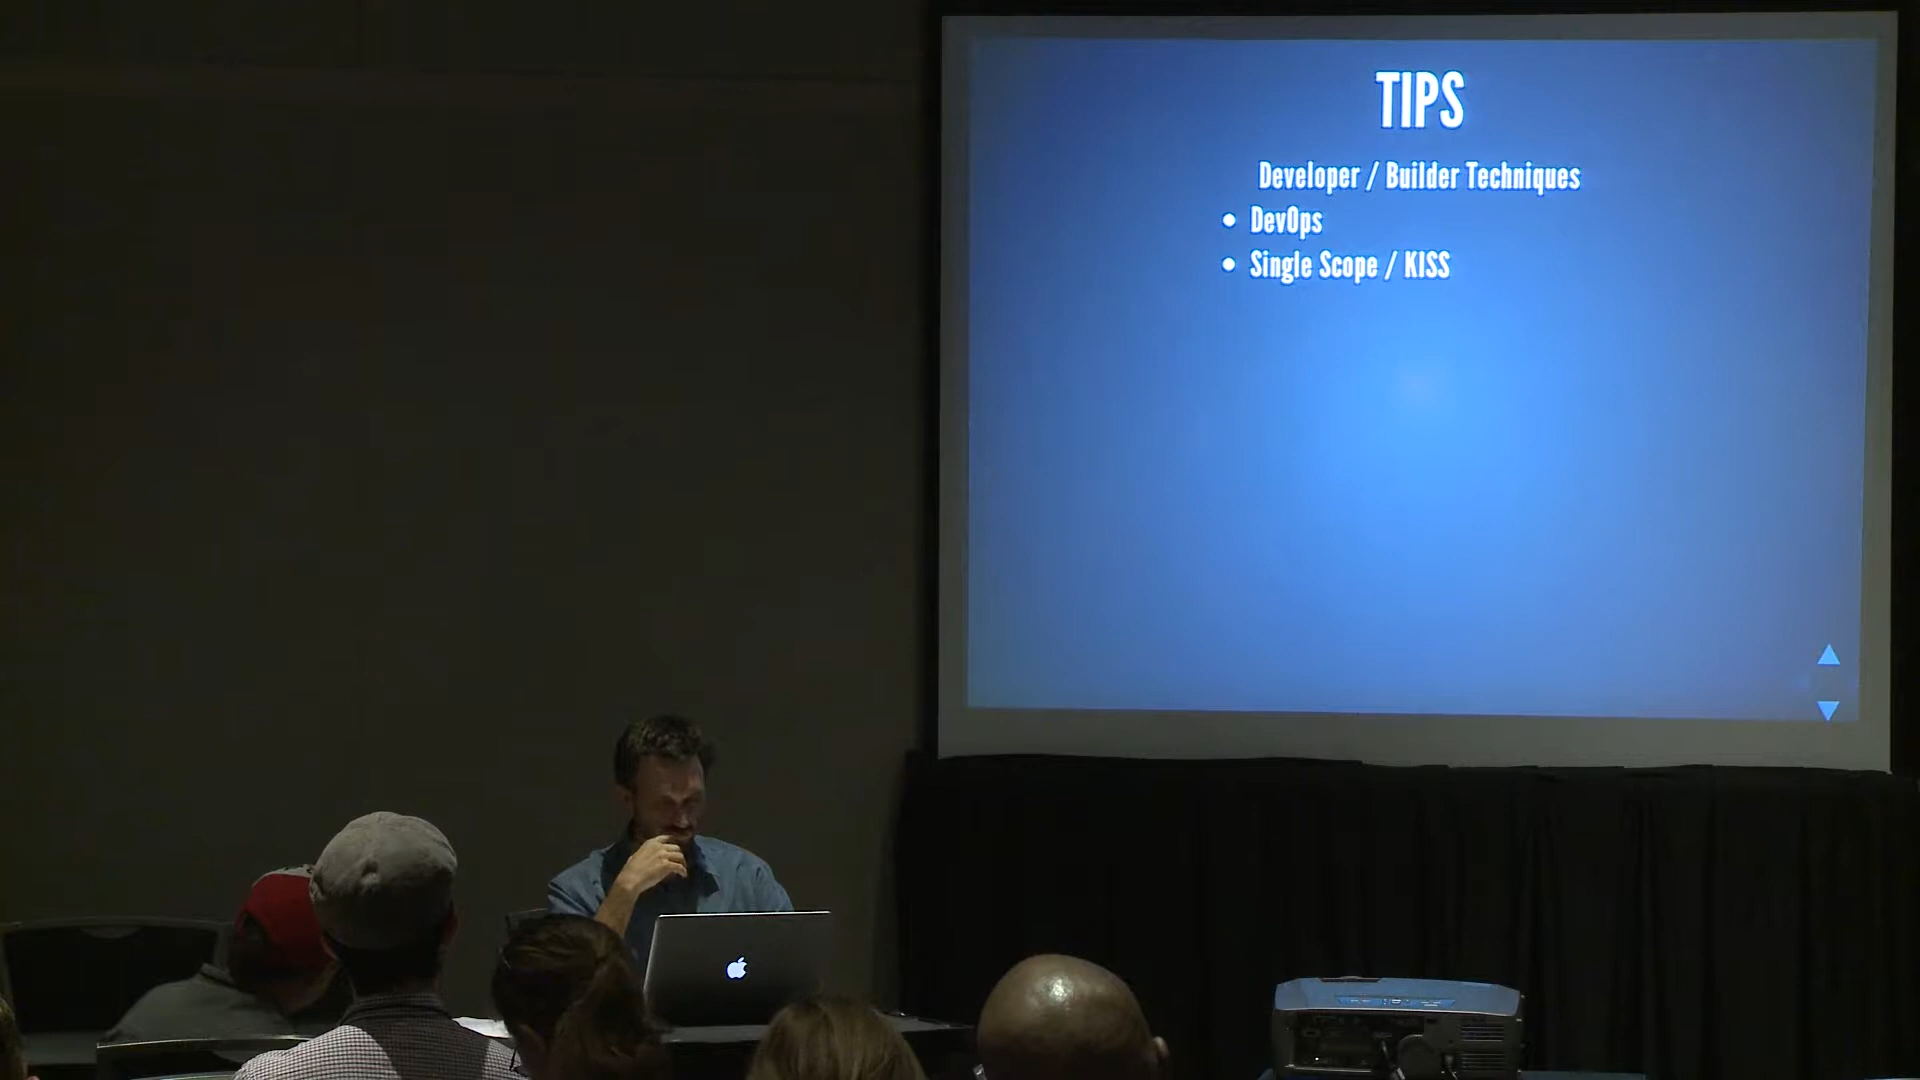 TIPS
Developer / Builder Techniques
• DevOps
• Single Scope / KISS